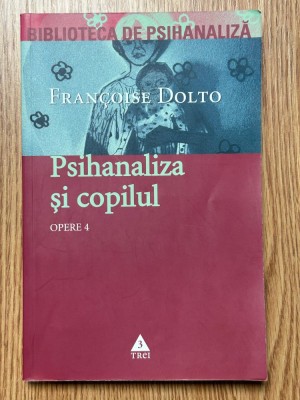 BIBLIOTECA DE PSIHANALIZĂ
FRANÇOISE DOLTO
Psihanaliza
şi copilul
OPERE 4
3
TREI